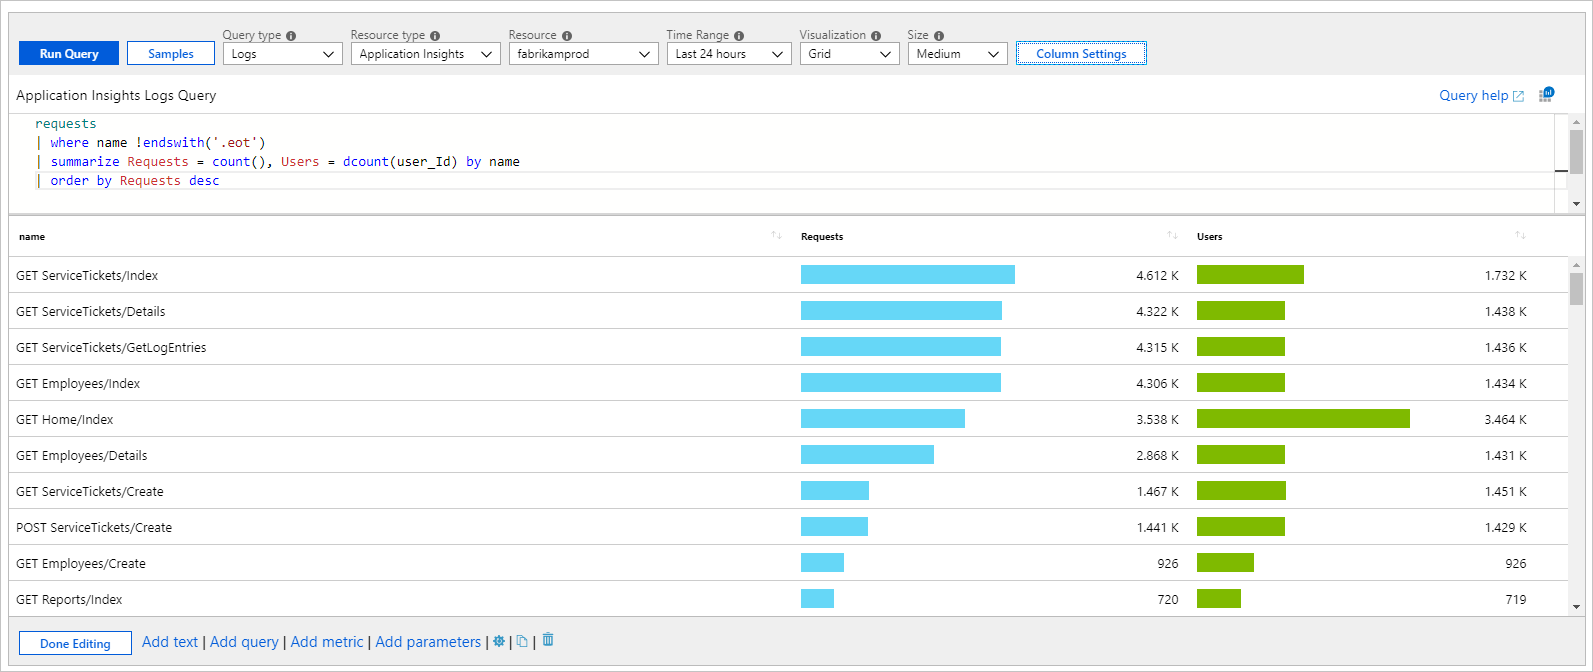 Query type Resource type Resource Time Range Visualization Size
Run Query Samples Logs Application Insights fabrikamprod Last 24 hours Grid Medium Column Settings
Application Insights Logs Query Query help
requests
| where name !endswith('.eot')
| summarize Requests = count(), Users = dcount(user_Id) by name
| order by Requests desc
name Requests Users
GET ServiceTickets/Index 4.612 K 1.732 K
GET ServiceTickets/Details 4.322 K 1.438 K
GET ServiceTickets/GetLogEntries 4.315 K 1.436 K
GET Employees/Index 4.306 K 1.434 K
GET Home/Index 3.538 K 3.464 K
GET Employees/Details 2.868 K 1.431 K
GET ServiceTickets/Create 1.467 K 1.451 K
POST ServiceTickets/Create 1.441 K 1.429 K
GET Employees/Create 926 926
GET Reports/Index 720 719
Done Editing Add text | Add query | Add metric | Add parameters | | |